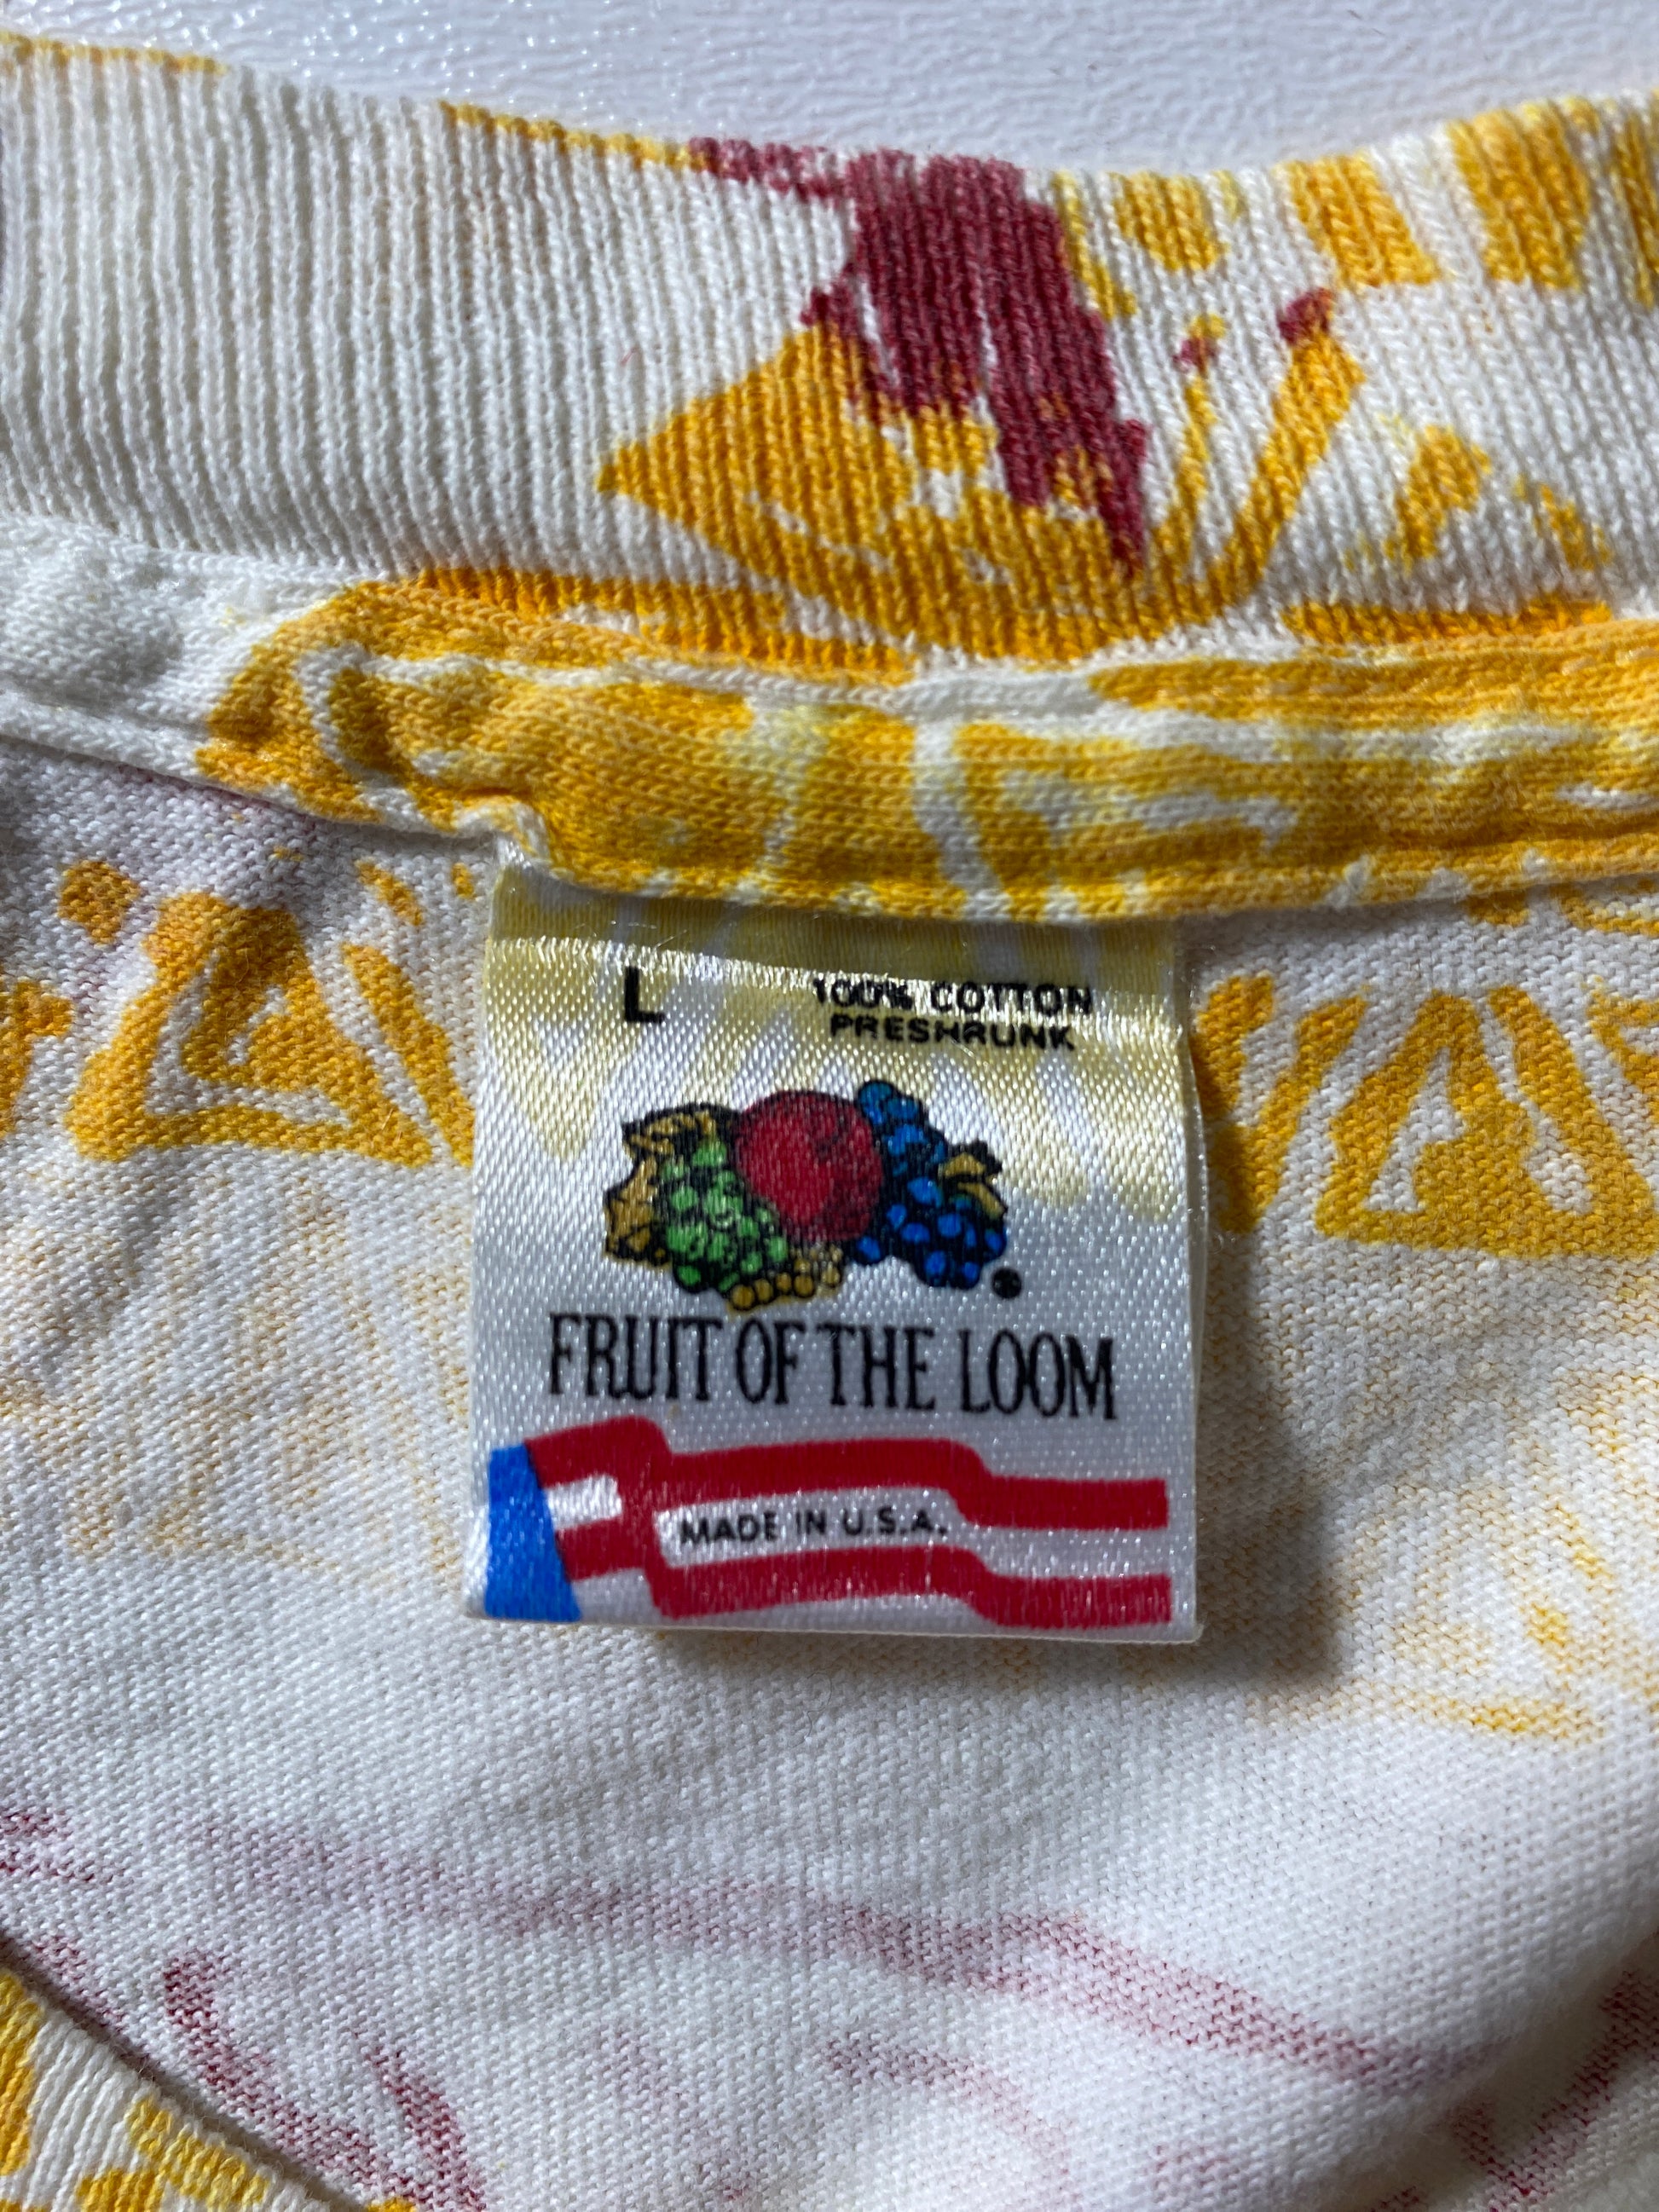 L
100% COTTON
PRESHRUNK
FRUIT OF THE LOOM
MADE IN U.S.A.